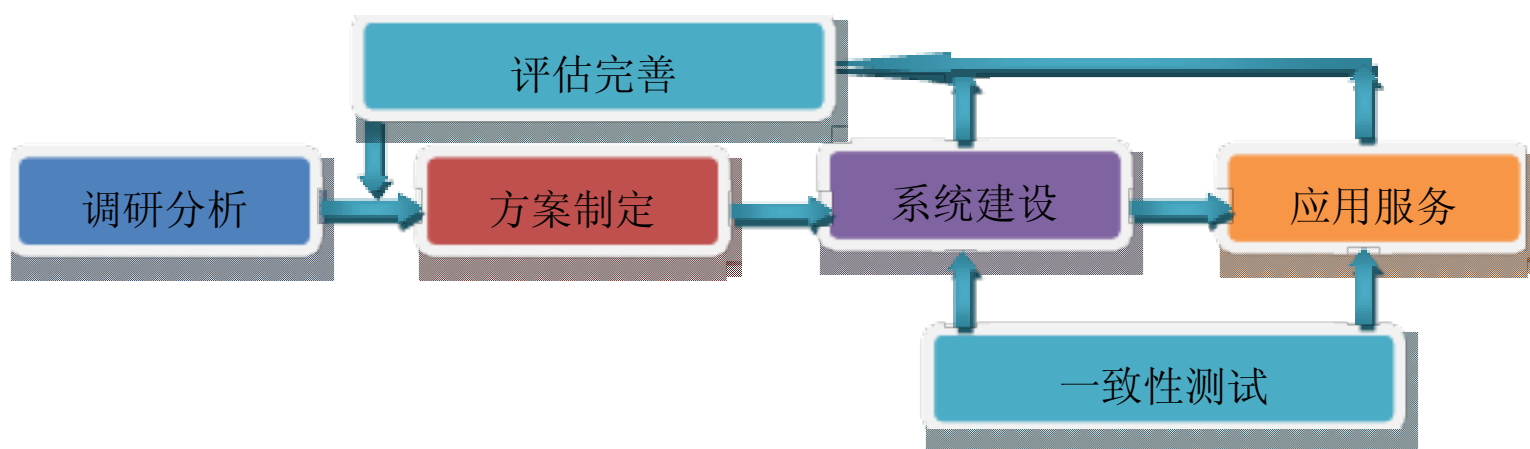 评估完善
调研分析
方案制定
系统建设
应用服务
一致性测试